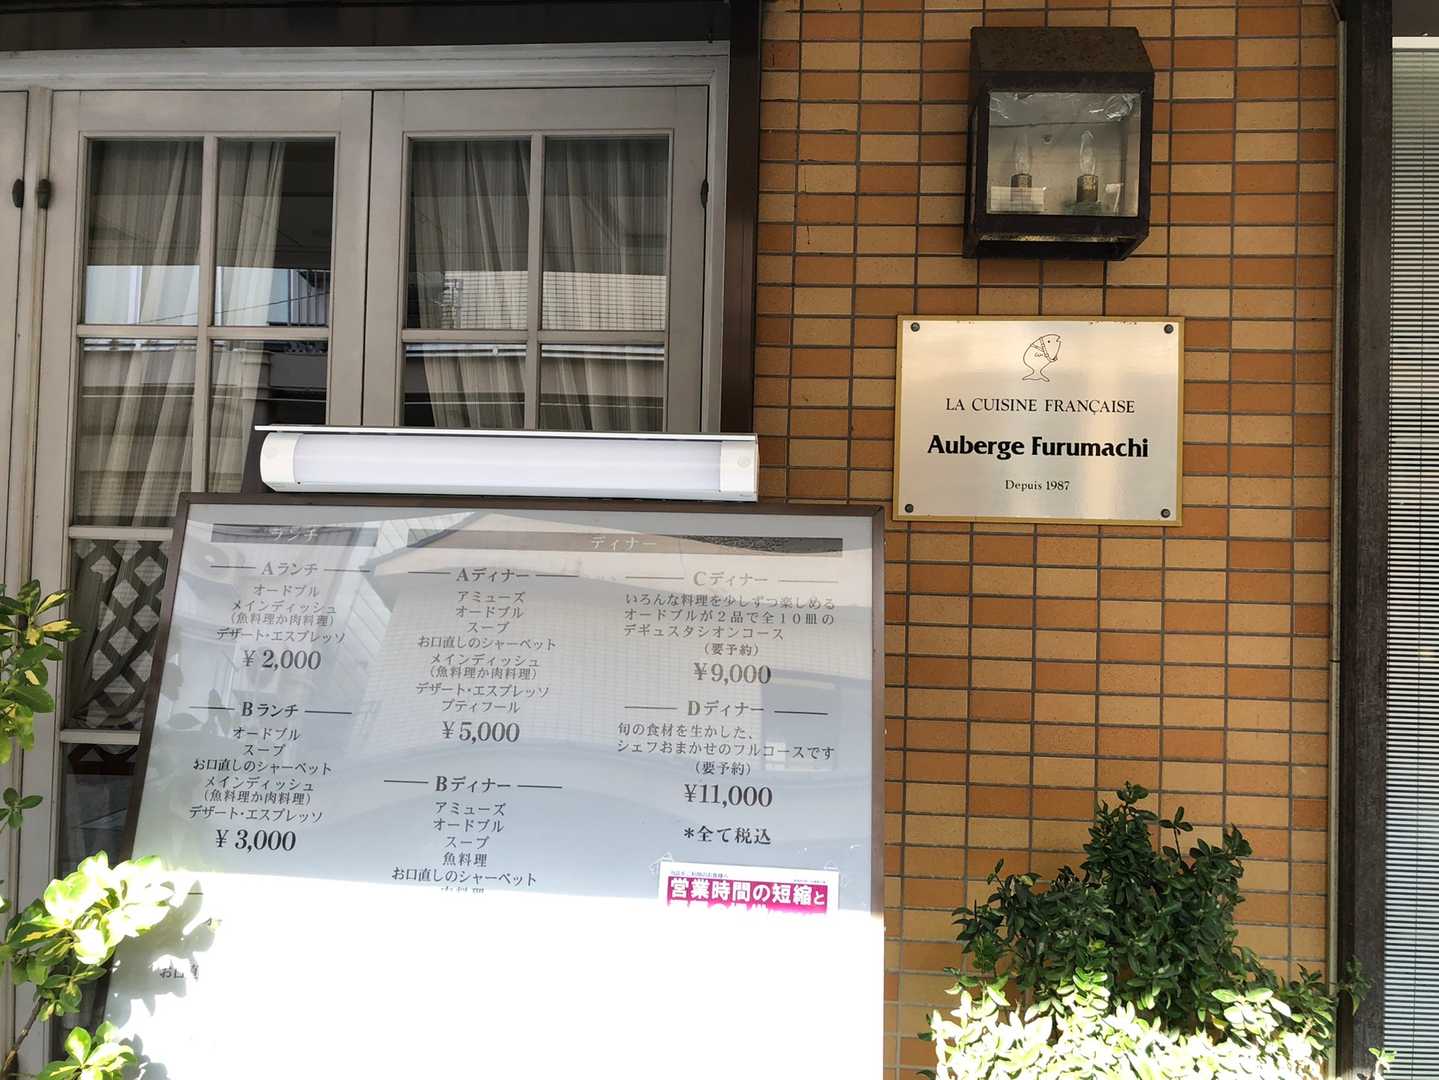 LA CUISINE FRANÇAISE
Auberge Furumachi
Depuis 1987
ランチ
Aランチ
オードブル
メインディッシュ
(魚料理か肉料理)
デザート・エスプレッソ
¥2,000
Bランチ
オードブル
スープ
お口直しのシャーベット
メインディッシュ
(魚料理か肉料理)
デザート・エスプレッソ
¥3,000
お口直
ディナー
Aディナー
アミューズ
オードブル
スープ
お口直しのシャーベット
メインディッシュ
(魚料理か肉料理)
デザート・エスプレッソ
プティフール
¥5,000
Bディナー
アミューズ
オードブル
スープ
魚料理
お口直しのシャーベット
Cディナー
いろんな料理を少しずつ楽しめる
オードブルが2品で全10皿の
デギュスタシオンコース
(要予約)
¥9,000
Dディナー
旬の食材を生かした、
シェフおまかせのフルコースです
(要予約)
¥11,000
*全て税込
営業時間の短縮と